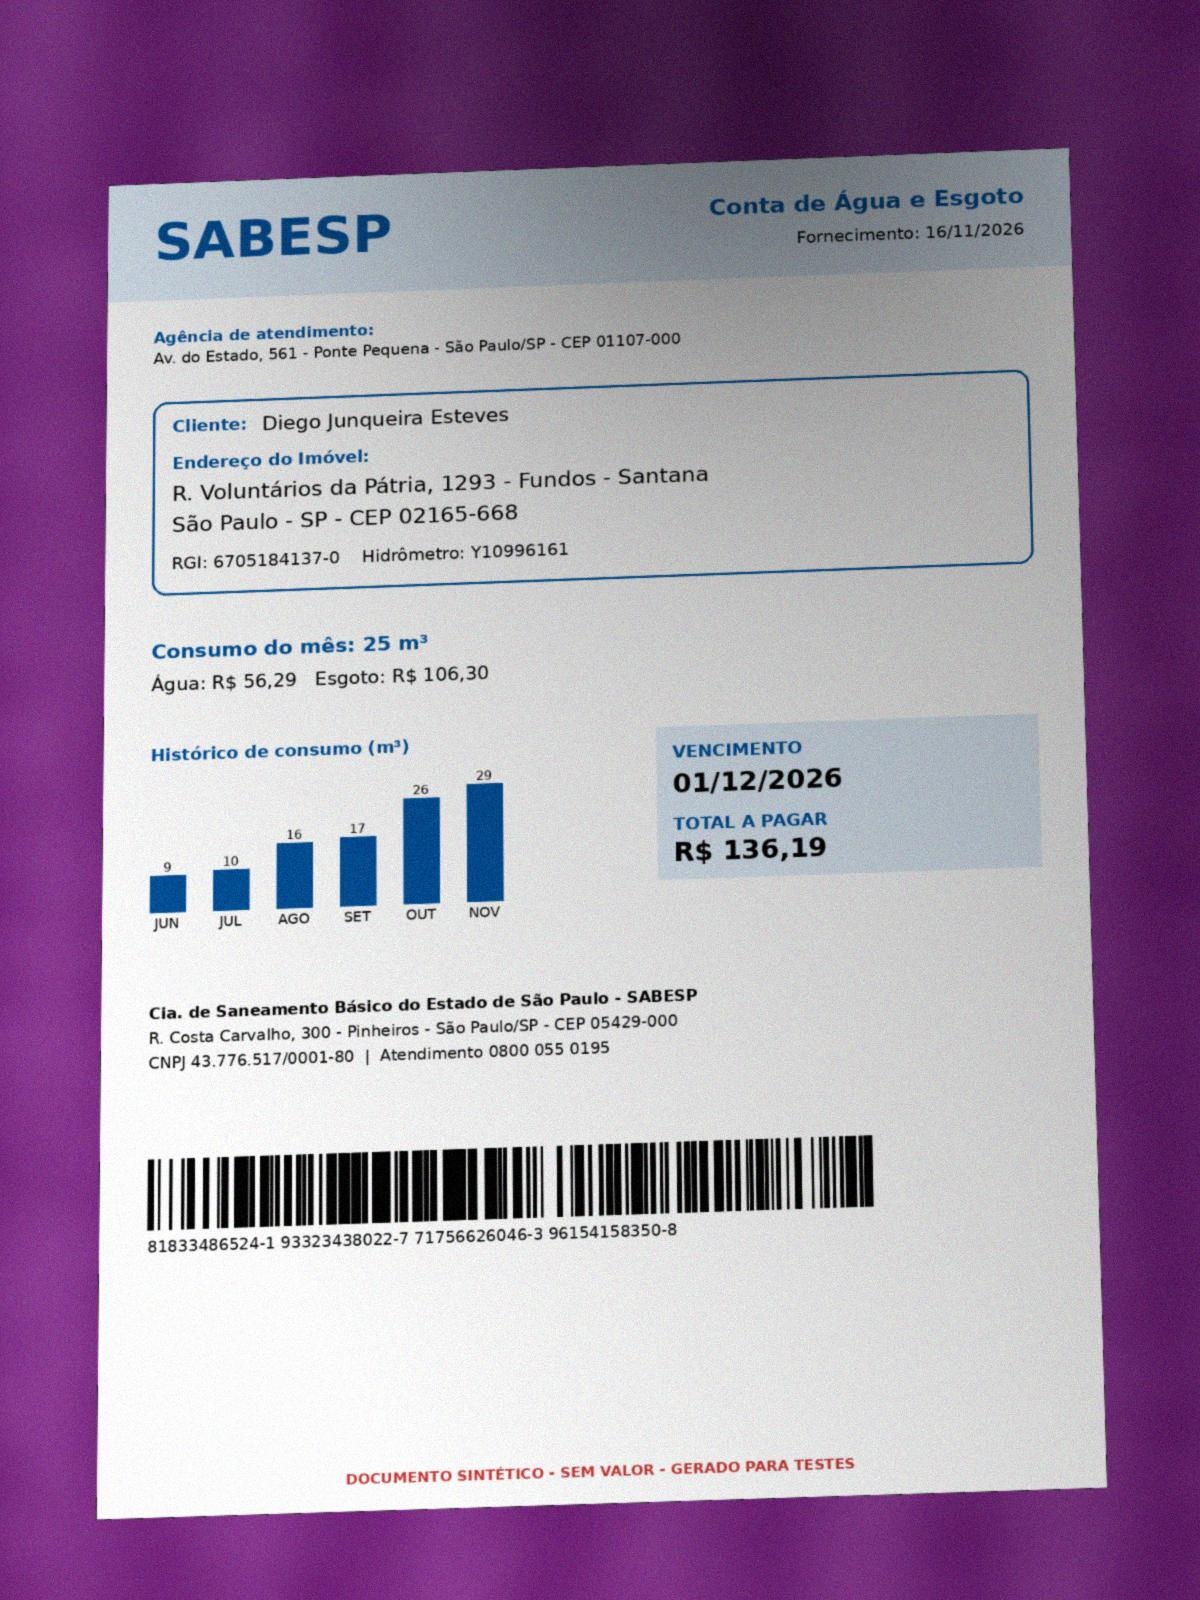 SABESP
Conta de Água e Esgoto
Fornecimento: 16/11/2026
Agência de atendimento:
Av. do Estado, 561 - Ponte Pequena - São Paulo/SP - CEP 01107-000
Cliente: Diego Junqueira Esteves
Endereço do Imóvel:
R. Voluntários da Pátria, 1293 - Fundos - Santana
São Paulo - SP - CEP 02165-668
RGI: 6705184137-0 Hidrômetro: Y10996161
Consumo do mês: 25 m³
Água: R$ 56,29 Esgoto: R$ 106,30
Histórico de consumo (m³)
9 10 16 17 26 29
JUN JUL AGO SET OUT NOV
VENCIMENTO
01/12/2026
TOTAL A PAGAR
R$ 136,19
Cia. de Saneamento Básico do Estado de São Paulo - SABESP
R. Costa Carvalho, 300 - Pinheiros - São Paulo/SP - CEP 05429-000
CNPJ 43.776.517/0001-80 | Atendimento 0800 055 0195
81833486524-1 93323438022-7 71756626046-3 96154158350-8
DOCUMENTO SINTÉTICO - SEM VALOR - GERADO PARA TESTES